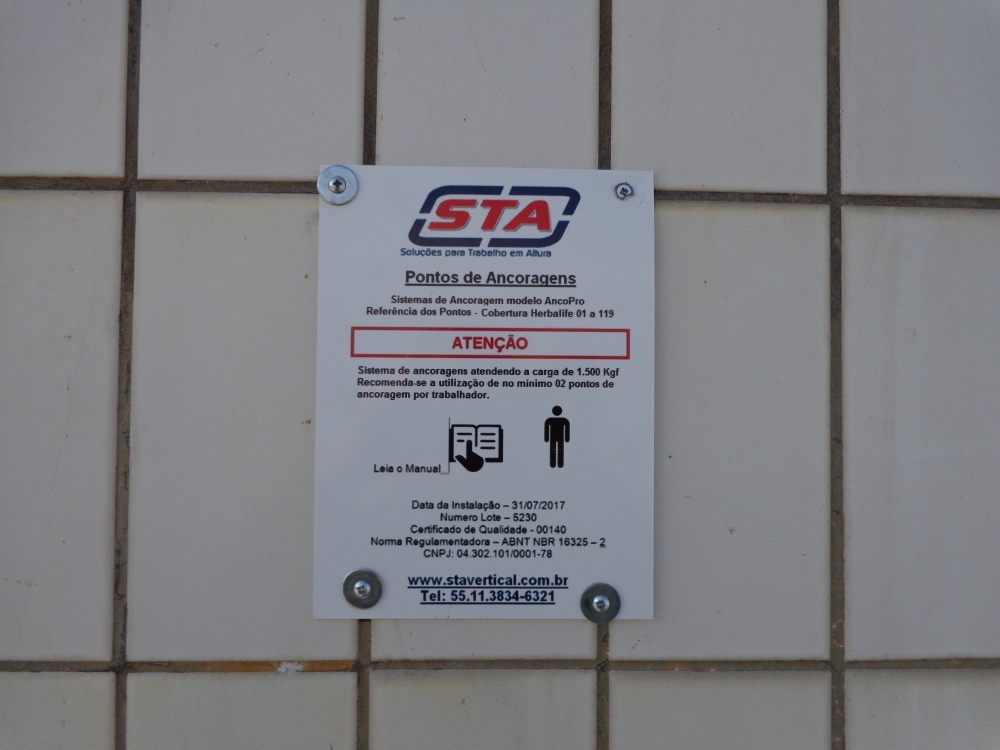 STA
Soluções para Trabalho em Altura
Pontos de Ancoragens
Sistemas de Ancoragem modelo AncoPro
Referência dos Pontos - Cobertura Herbalife 01 a 119
ATENÇÃO
Sistema de ancoragens atendendo a carga de 1.500 Kgf
Recomenda-se a utilização de no mínimo 02 pontos de
ancoragem por trabalhador.
Leia o Manual
Data da Instalação – 31/07/2017
Numero Lote – 5230
Certificado de Qualidade - 00140
Norma Regulamentadora – ABNT NBR 16325 – 2
CNPJ: 04.302.101/0001-78
www.stavertical.com.br
Tel: 55.11.3834-6321